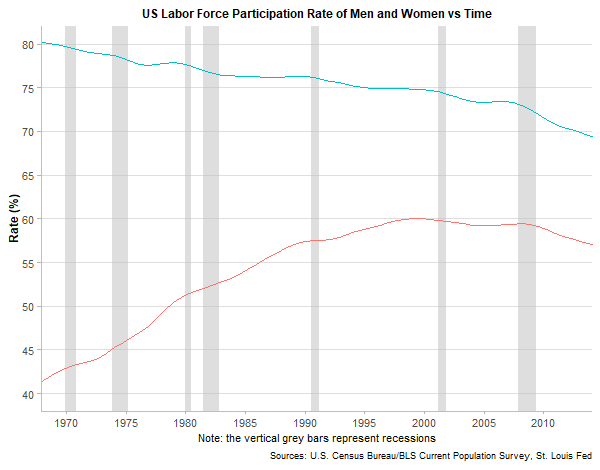 US Labor Force Participation Rate of Men and Women vs Time
Rate (%)
80
75
70
65
60
55
50
45
40
1970 1975 1980 1985 1990 1995 2000 2005 2010
Note: the vertical grey bars represent recessions
Sources: U.S. Census Bureau/BLS Current Population Survey, St. Louis Fed